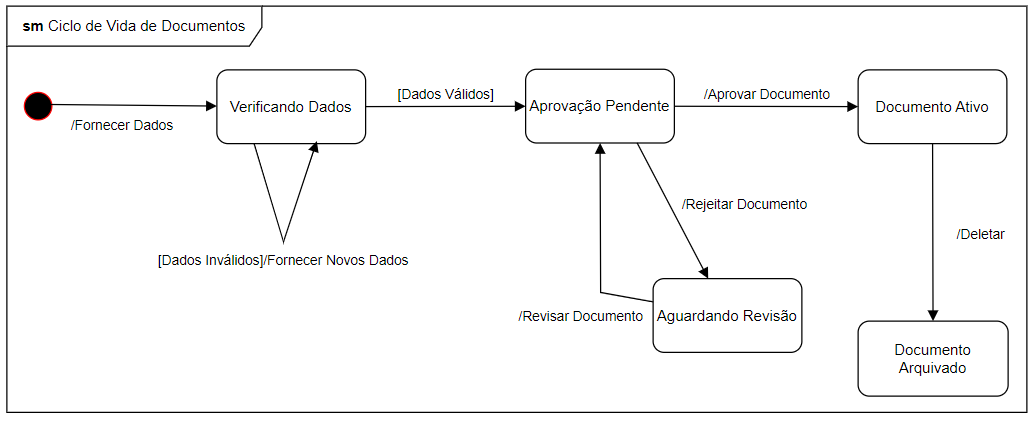 sm Ciclo de Vida de Documentos
Verificando Dados
[Dados Válidos]
Aprovação Pendente
/Aprovar Documento
Documento Ativo
/Fornecer Dados
/Rejeitar Documento
/Deletar
[Dados Inválidos]/Fornecer Novos Dados
/Revisar Documento
Aguardando Revisão
Documento
Arquivado